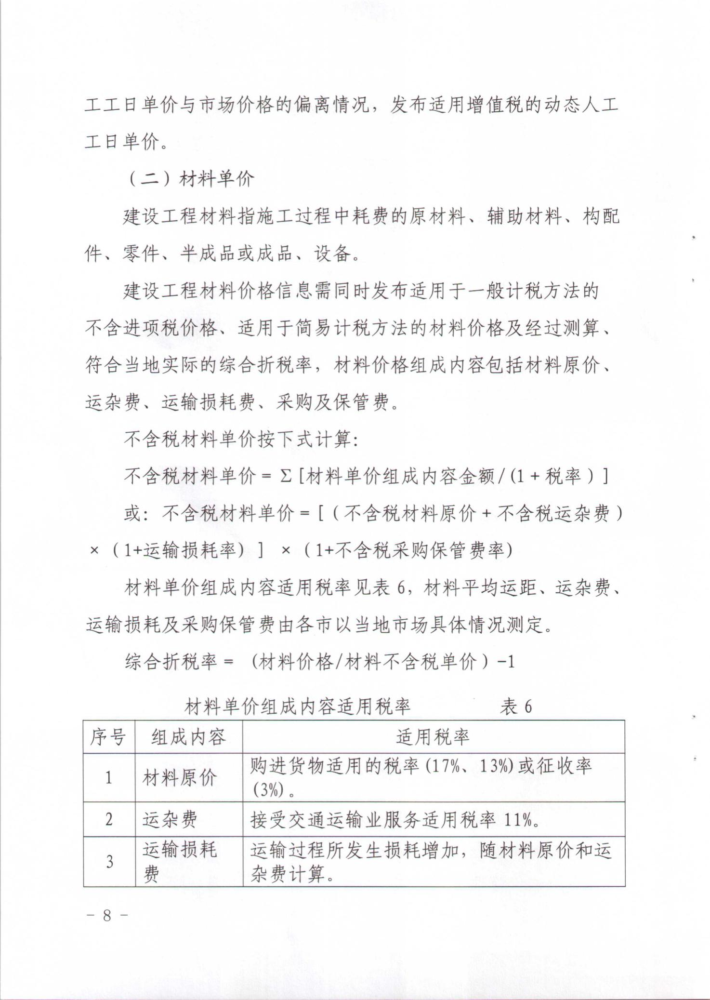 工工日单价与市场价格的偏离情况，发布适用增值税的动态人工
工日单价。
（二）材料单价
建设工程材料指施工过程中耗费的原材料、辅助材料、构配
件、零件、半成品或成品、设备。
建设工程材料价格信息需同时发布适用于一般计税方法的
不含进项税价格、适用于简易计税方法的材料价格及经过测算、
符合当地实际的综合折税率，材料价格组成内容包括材料原价、
运杂费、运输损耗费、采购及保管费。
不含税材料单价按下式计算：
不含税材料单价= Σ [材料单价组成内容金额/(1+税率）]
或：不含税材料单价=[（不含税材料原价+不含税运杂费）
×（1+运输损耗率）] ×（1+不含税采购保管费率）
材料单价组成内容适用税率见表 6，材料平均运距、运杂费、
运输损耗及采购保管费由各市以当地市场具体情况测定。
综合折税率= （材料价格/材料不含税单价）-1
材料单价组成内容适用税率 表 6
序号 组成内容 适用税率
1 材料原价 购进货物适用的税率(17%、13%)或征收率
(3%)。
2 运杂费 接受交通运输业服务适用税率 11%。
3 运输损耗 运输过程所发生损耗增加，随材料原价和运
费 杂费计算。
- 8 -